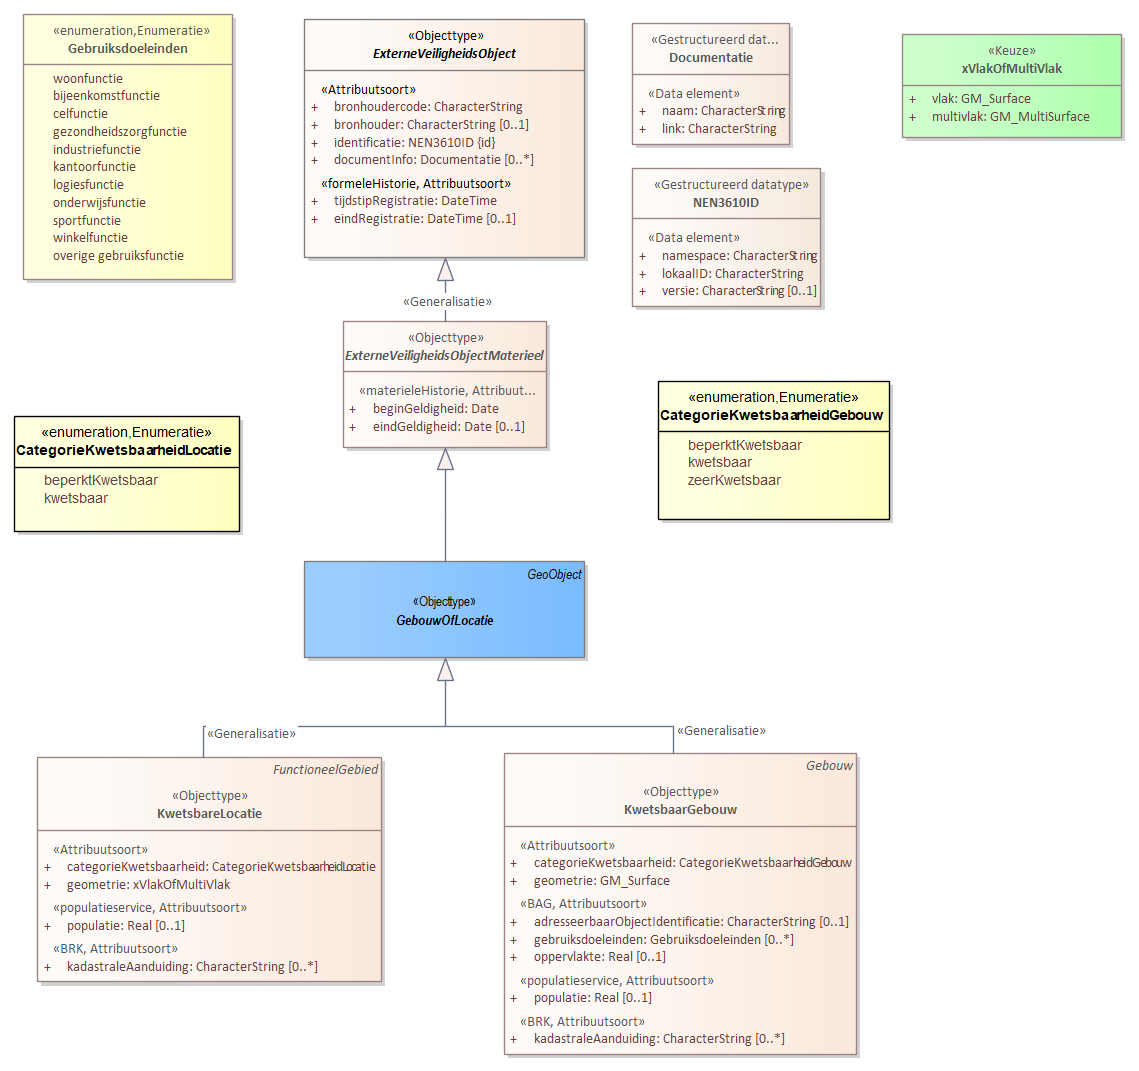 «enumeration,Enumeratie»
Gebruiksdoeleinden
woonfunctie
bijeenkomstfunctie
celfunctie
gezondheidszorgfunctie
industriefunctie
kantoorfunctie
logiesfunctie
onderwijsfunctie
sportfunctie
winkelfunctie
overige gebruiksfunctie
«Objecttype»
ExterneVeiligheidsObject
«Attribuutsoort»
+ bronhoudercode: CharacterString
+ bronhouder: CharacterString [0..1]
+ identificatie: NEN3610ID {id}
+ documentInfo: Documentatie [0..*]
«formeleHistorie, Attribuutsoort»
+ tijdstipRegistratie: DateTime
+ eindRegistratie: DateTime [0..1]
«Gestructureerd dat...
Documentatie
«Data element»
+ naam: CharacterString
+ link: CharacterString
«Keuze»
xVlakOfMultiVlak
+ vlak: GM_Surface
+ multivlak: GM_MultiSurface
«Gestructureerd datatype»
NEN3610ID
«Data element»
+ namespace: CharacterString
+ lokaalID: CharacterString
+ versie: CharacterString [0..1]
«Generalisatie»
«Objecttype»
ExterneVeiligheidsObjectMaterieel
«materieleHistorie, Attribuut...
+ beginGeldigheid: Date
+ eindGeldigheid: Date [0..1]
«enumeration,Enumeratie»
CategorieKwetsbaarheidLocatie
beperktKwetsbaar
kwetsbaar
«enumeration,Enumeratie»
CategorieKwetsbaarheidGebouw
beperktKwetsbaar
kwetsbaar
zeerKwetsbaar
GeoObject
«Objecttype»
GebouwOfLocatie
«Generalisatie»
«Generalisatie»
FunctioneelGebied
«Objecttype»
KwetsbareLocatie
«Attribuutsoort»
+ categorieKwetsbaarheid: CategorieKwetsbaarheidLocatie
+ geometrie: xVlakOfMultiVlak
«populatieservice, Attribuutsoort»
+ populatie: Real [0..1]
«BRK, Attribuutsoort»
+ kadastraleAanduiding: CharacterString [0..*]
Gebouw
«Objecttype»
KwetsbaarGebouw
«Attribuutsoort»
+ categorieKwetsbaarheid: CategorieKwetsbaarheidGebouw
+ geometrie: GM_Surface
«BAG, Attribuutsoort»
+ adresseerbaarObjectIdentificatie: CharacterString [0..1]
+ gebruiksdoeleinden: Gebruiksdoeleinden [0..*]
+ oppervlakte: Real [0..1]
«populatieservice, Attribuutsoort»
+ populatie: Real [0..1]
«BRK, Attribuutsoort»
+ kadastraleAanduiding: CharacterString [0..*]